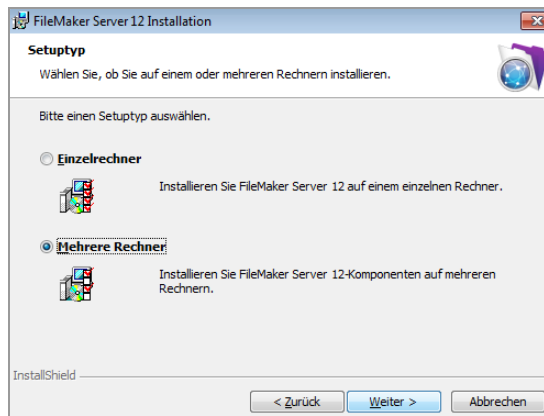 FileMaker Server 12 Installation
Setuptyp
Wählen Sie, ob Sie auf einem oder mehreren Rechnern installieren.
Bitte einen Setuptyp auswählen.
Einzelrechner
Installieren Sie FileMaker Server 12 auf einem einzelnen Rechner.
Mehrere Rechner
Installieren Sie FileMaker Server 12-Komponenten auf mehreren
Rechnern.
InstallShield
< Zurück Weiter > Abbrechen